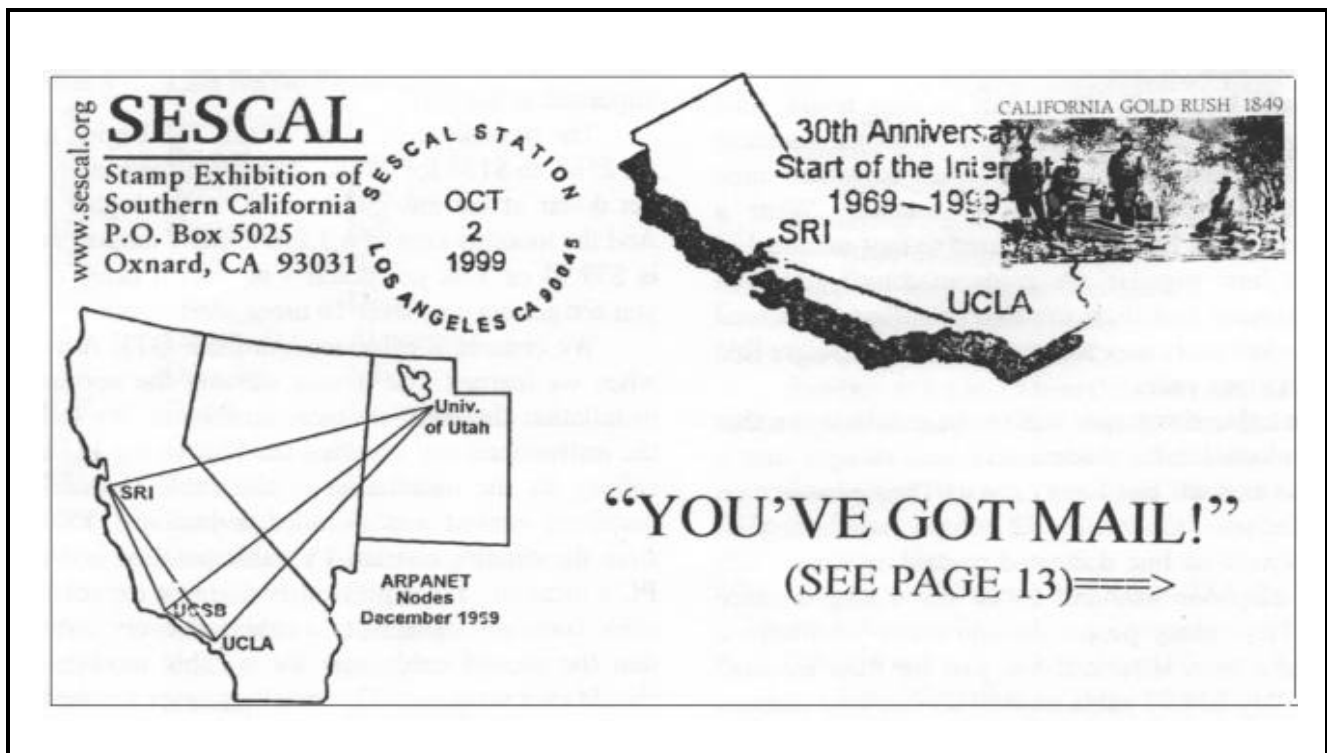 www.sescal.org
SESCAL
Stamp Exhibition of
Southern California
P.O. Box 5025
Oxnard, CA 93031
SESCAL STATION
OCT
2
1999
LOS ANGELES CA 90045
30th Anniversary
Start of the Internet
1969—1999
SRI
UCLA
CALIFORNIA GOLD RUSH 1849
Univ.
of Utah
SRI
UCSB
UCLA
ARPANET
Nodes
December 1969
“YOU’VE GOT MAIL!”
(SEE PAGE 13)===>